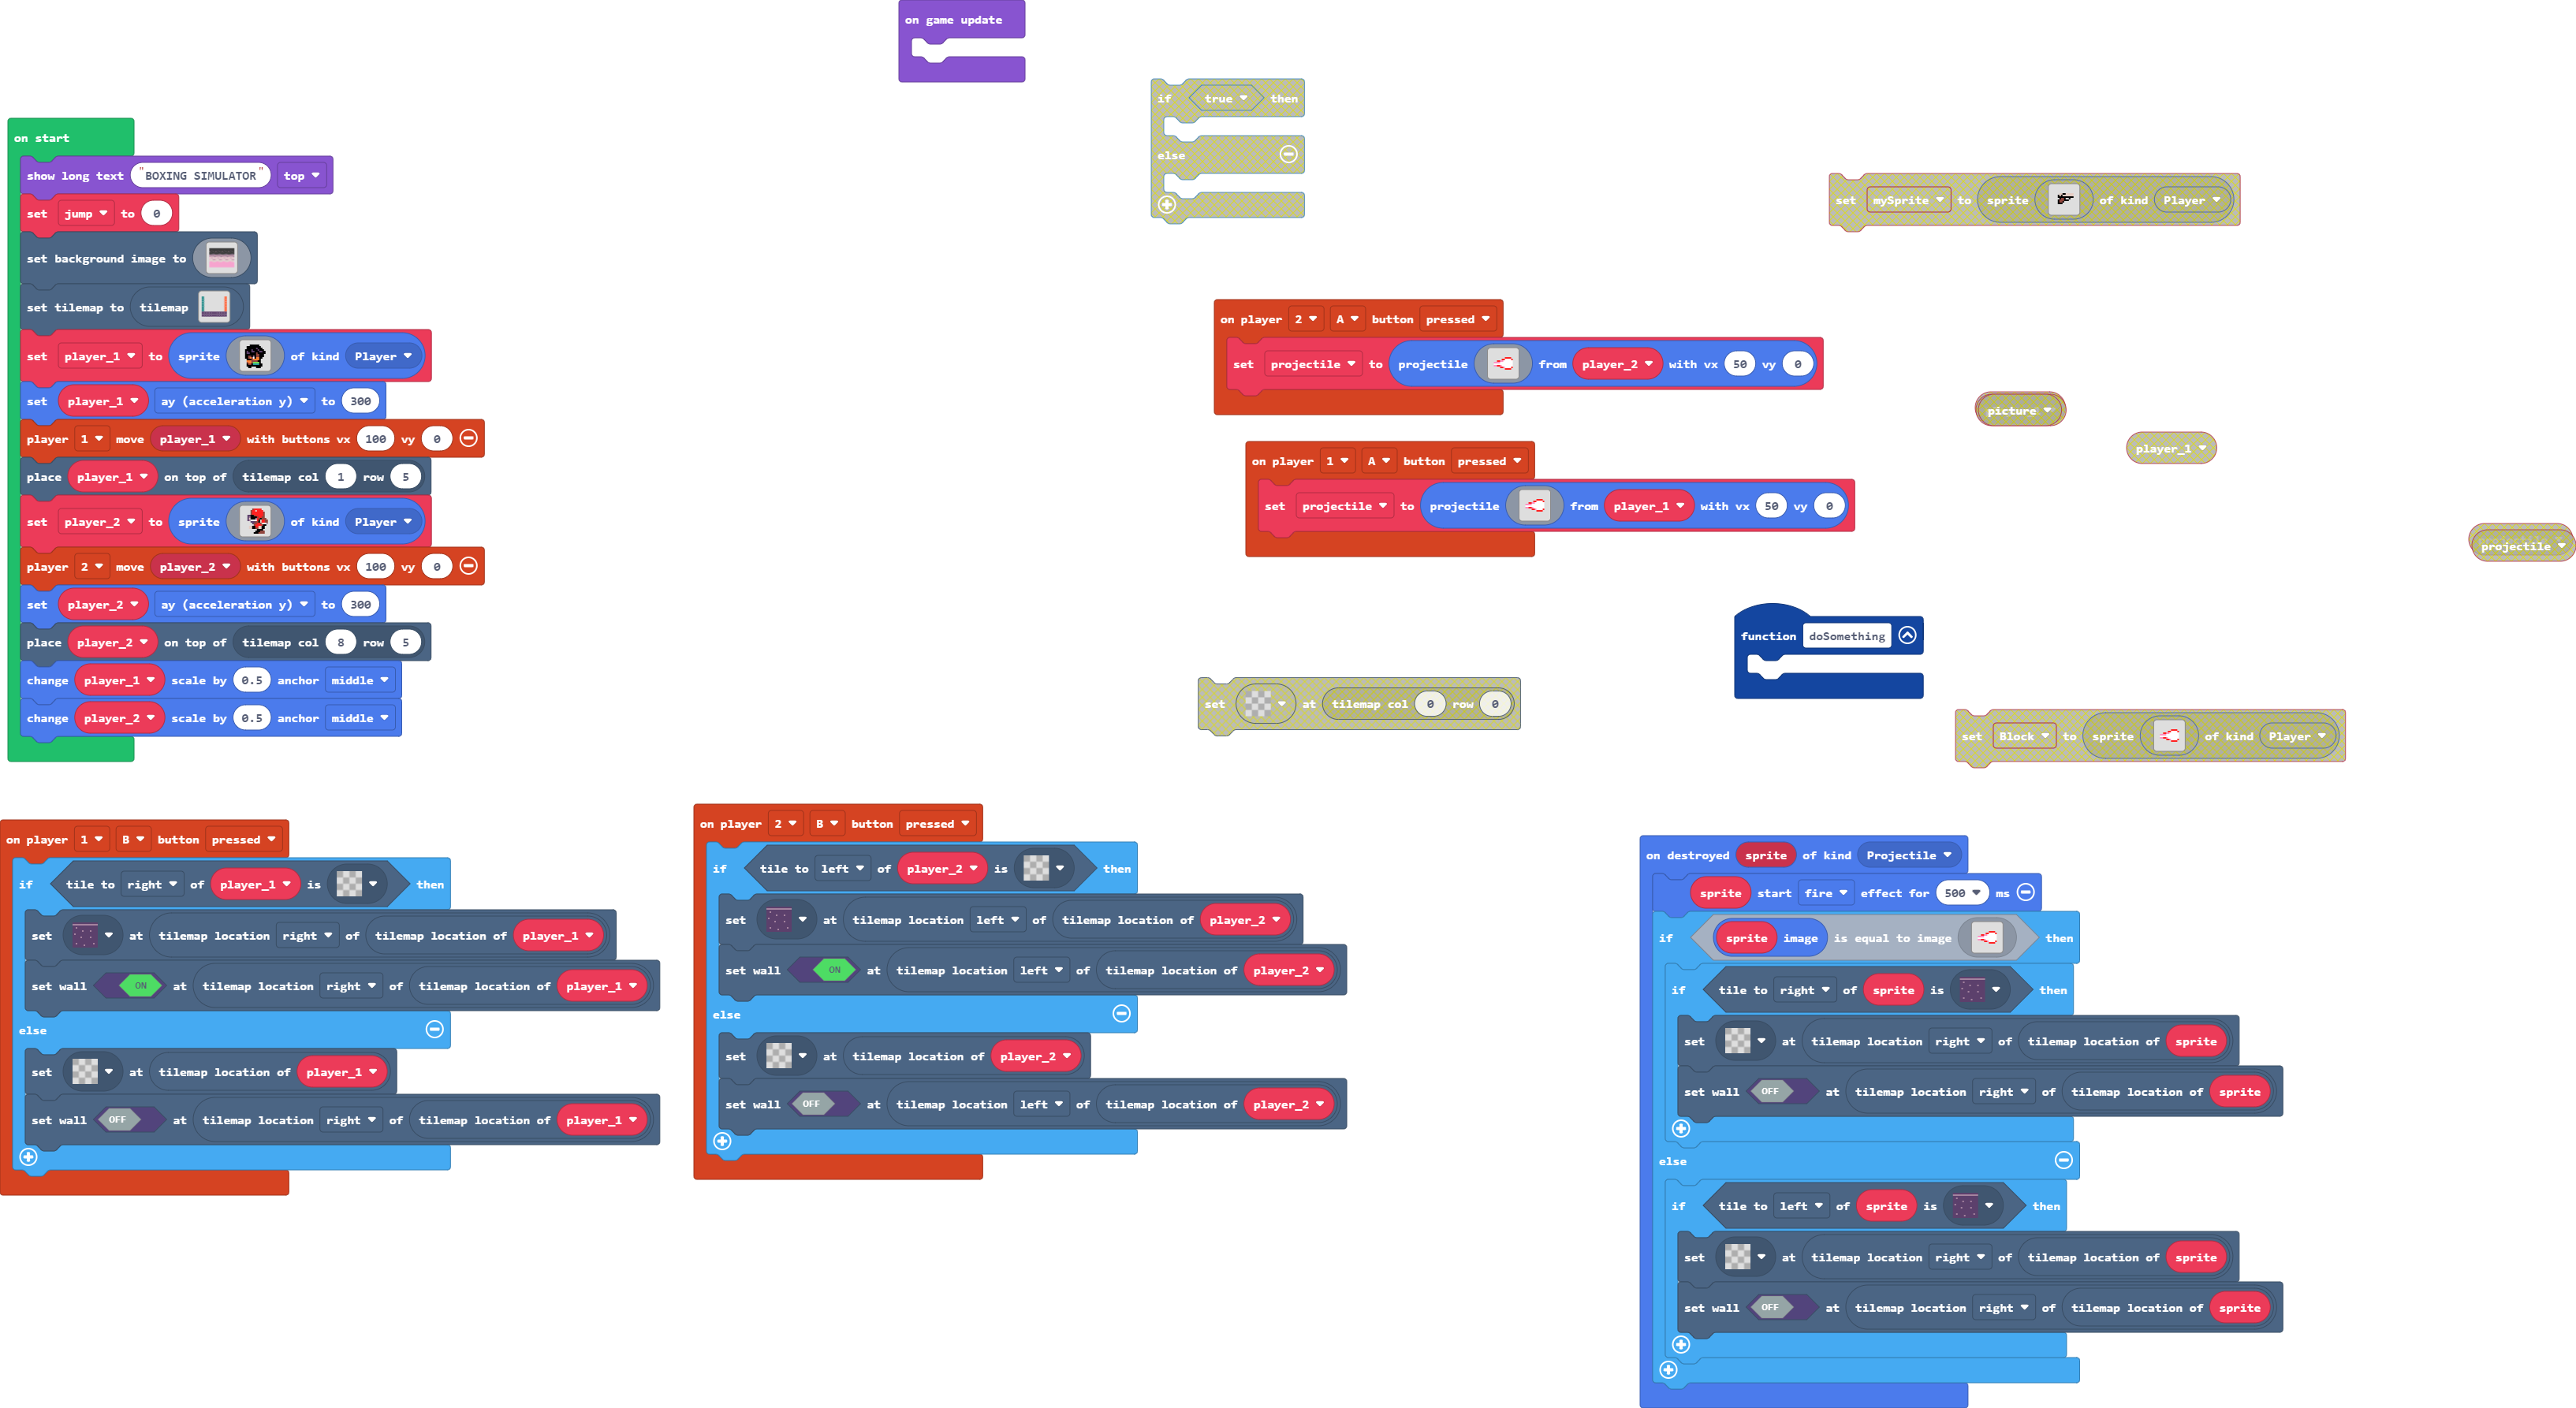 on game update
if true then
else
on start
show long text "BOXING SIMULATOR" top
set jump to 0
set background image to
set tilemap to tilemap
set player_1 to sprite of kind Player
set player_1 ay (acceleration y) to 300
player 1 move player_1 with buttons vx 100 vy 0
place player_1 on top of tilemap col 1 row 5
set player_2 to sprite of kind Player
player 2 move player_2 with buttons vx 100 vy 0
set player_2 ay (acceleration y) to 300
place player_2 on top of tilemap col 8 row 5
change player_1 scale by 0.5 anchor middle
change player_2 scale by 0.5 anchor middle
set mySprite to sprite of kind Player
on player 2 A button pressed
set projectile to projectile from player_2 with vx 50 vy 0
on player 1 A button pressed
set projectile to projectile from player_1 with vx 50 vy 0
picture
player_1
projectile
function doSomething
set at tilemap col 0 row 0
set Block to sprite of kind Player
on player 1 B button pressed
if tile to right of player_1 is then
set at tilemap location right of tilemap location of player_1
set wall ON at tilemap location right of tilemap location of player_1
else
set at tilemap location of player_1
set wall OFF at tilemap location right of tilemap location of player_1
on player 2 B button pressed
if tile to left of player_2 is then
set at tilemap location left of tilemap location of player_2
set wall ON at tilemap location left of tilemap location of player_2
else
set at tilemap location of player_2
set wall OFF at tilemap location left of tilemap location of player_2
on destroyed sprite of kind Projectile
sprite start fire effect for 500 ms
if sprite image is equal to image then
if tile to right of sprite is then
set at tilemap location right of tilemap location of sprite
set wall OFF at tilemap location right of tilemap location of sprite
else
if tile to left of sprite is then
set at tilemap location right of tilemap location of sprite
set wall OFF at tilemap location right of tilemap location of sprite